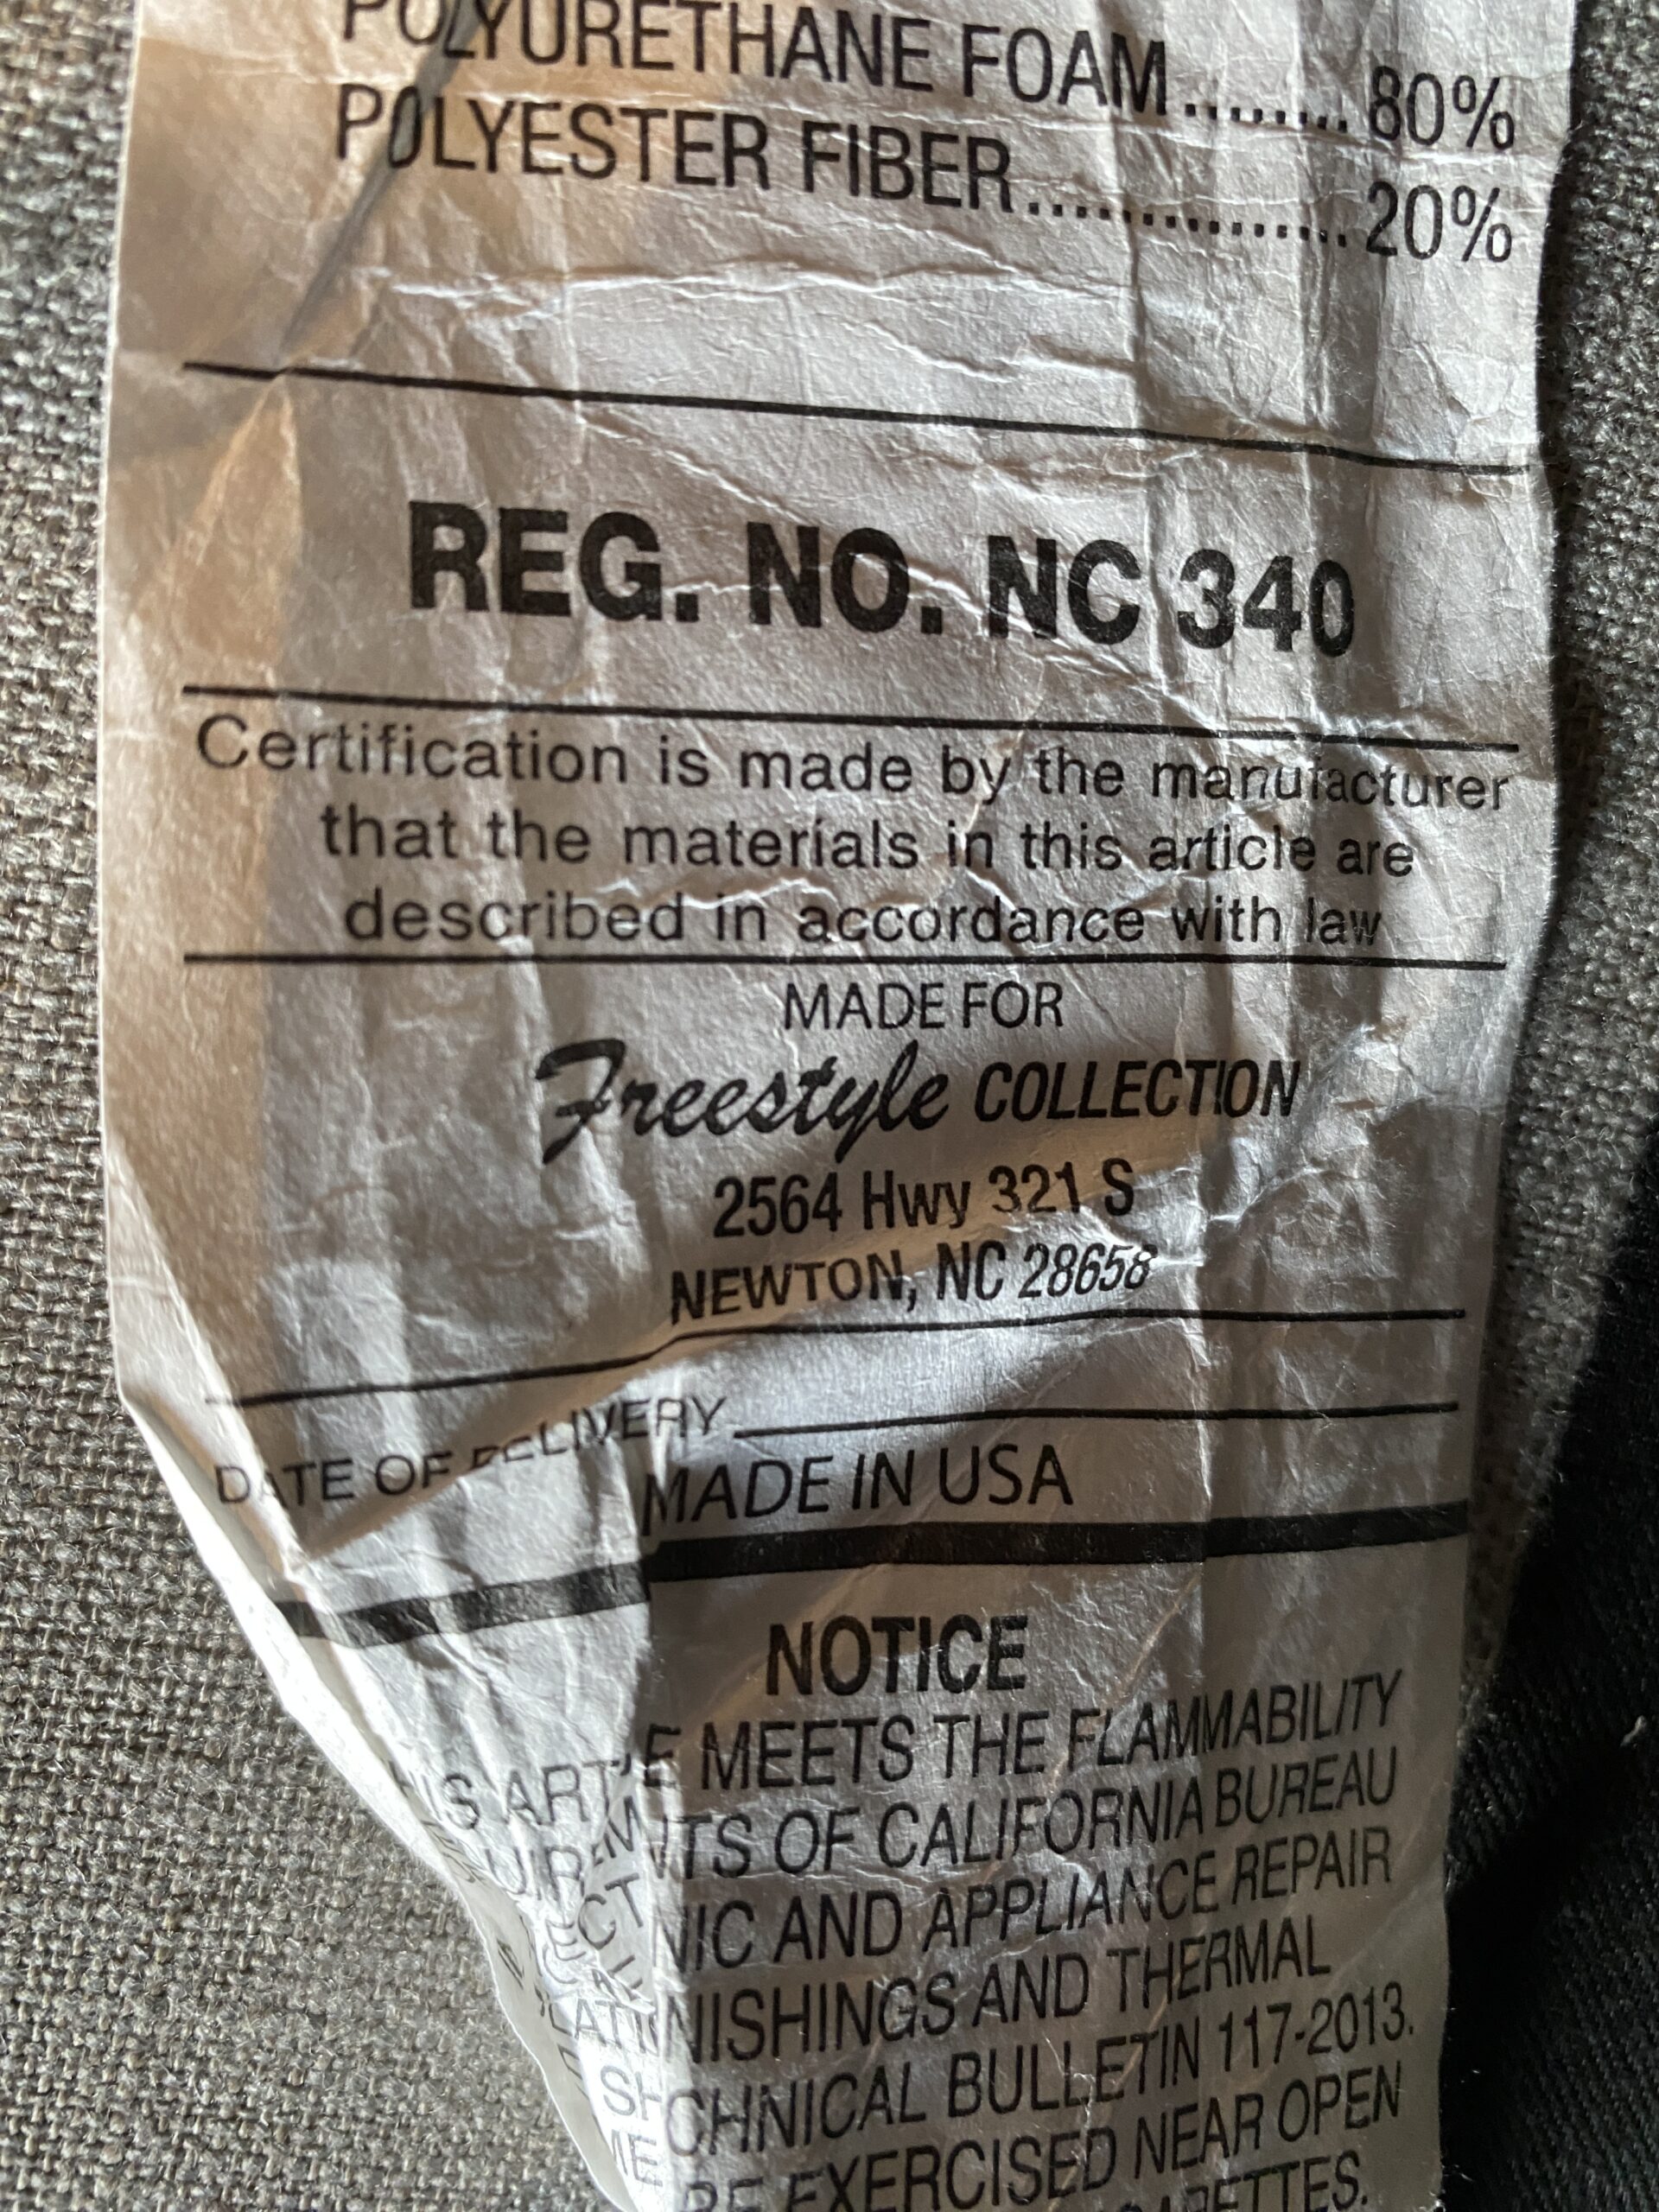 POLYURETHANE FOAM........ 80%
POLYESTER FIBER............... 20%
REG. NO. NC 340
Certification is made by the manufacturer
that the materials in this article are
described in accordance with law
MADE FOR
Freestyle COLLECTION
2564 Hwy 321 S
NEWTON, NC 28658
DATE OF DELIVERY
MADE IN USA
NOTICE
MEETS THE FLAMMABILITY
OF CALIFORNIA BUREAU
AND APPLIANCE REPAIR
AND THERMAL
BULLETIN 117-2013.
EXERCISED NEAR OPEN